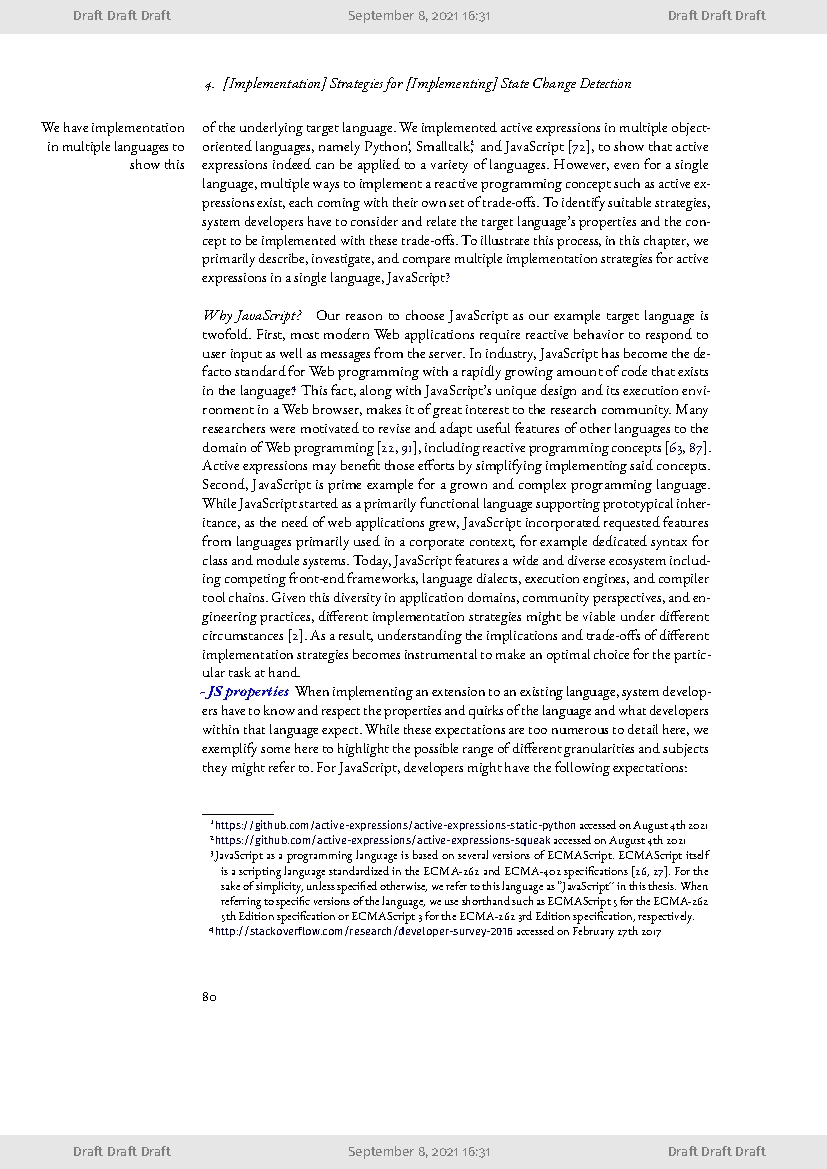 Draft Draft Draft September 8, 2021 16:31 Draft Draft Draft
4. [Implementation] Strategies for [Implementing] State Change Detection
We have implementation
in multiple languages to
show this
of the underlying target language. We implemented active expressions in multiple object-
oriented languages, namely Python¹, Smalltalk², and JavaScript [72], to show that active
expressions indeed can be applied to a variety of languages. However, even for a single
language, multiple ways to implement a reactive programming concept such as active ex-
pressions exist, each coming with their own set of trade-offs. To identify suitable strategies,
system developers have to consider and relate the target language's properties and the con-
cept to be implemented with these trade-offs. To illustrate this process, in this chapter, we
primarily describe, investigate, and compare multiple implementation strategies for active
expressions in a single language, JavaScript.³
Why JavaScript? Our reason to choose JavaScript as our example target language is
twofold. First, most modern Web applications require reactive behavior to respond to
user input as well as messages from the server. In industry, JavaScript has become the de-
facto standard for Web programming with a rapidly growing amount of code that exists
in the language.⁴ This fact, along with JavaScript's unique design and its execution envi-
ronment in a Web browser, makes it of great interest to the research community. Many
researchers were motivated to revise and adapt useful features of other languages to the
domain of Web programming [22, 91], including reactive programming concepts [63, 87].
Active expressions may benefit those efforts by simplifying implementing said concepts.
Second, JavaScript is prime example for a grown and complex programming language.
While JavaScript started as a primarily functional language supporting prototypical inher-
itance, as the need of web applications grew, JavaScript incorporated requested features
from languages primarily used in a corporate context, for example dedicated syntax for
class and module systems. Today, JavaScript features a wide and diverse ecosystem includ-
ing competing front-end frameworks, language dialects, execution engines, and compiler
tool chains. Given this diversity in application domains, community perspectives, and en-
gineering practices, different implementation strategies might be viable under different
circumstances [2]. As a result, understanding the implications and trade-offs of different
implementation strategies becomes instrumental to make an optimal choice for the partic-
ular task at hand.
~JS properties When implementing an extension to an existing language, system develop-
ers have to know and respect the properties and quirks of the language and what developers
within that language expect. While these expectations are too numerous to detail here, we
exemplify some here to highlight the possible range of different granularities and subjects
they might refer to. For JavaScript, developers might have the following expectations:
¹https://github.com/active-expressions/active-expressions-static-python accessed on August 4th 2021
²https://github.com/active-expressions/active-expressions-squeak accessed on August 4th 2021
³JavaScript as a programming language is based on several versions of ECMAScript. ECMAScript itself
is a scripting language standardized in the ECMA-262 and ECMA-402 specifications [26, 27]. For the
sake of simplicity, unless specified otherwise, we refer to this language as "JavaScript" in this thesis. When
referring to specific versions of the language, we use shorthand such as ECMAScript 5 for the ECMA-262
5th Edition specification or ECMAScript 3 for the ECMA-262 3rd Edition specification, respectively.
⁴http://stackoverflow.com/research/developer-survey-2016 accessed on February 27th 2017
80
Draft Draft Draft September 8, 2021 16:31 Draft Draft Draft